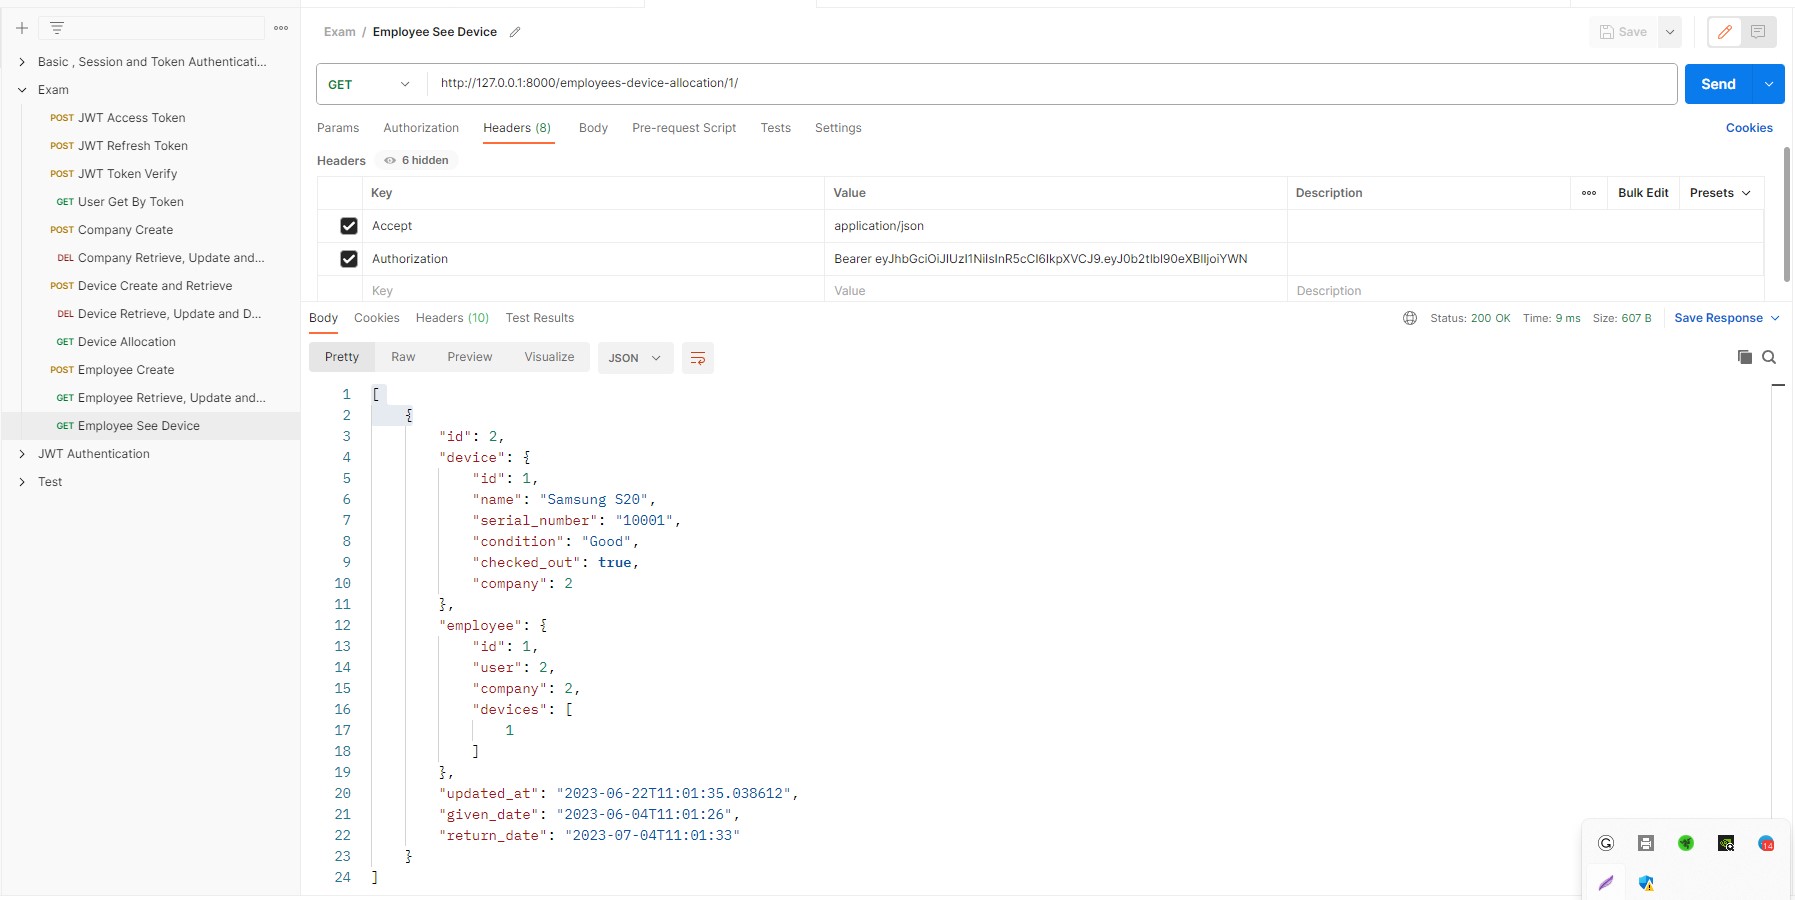 Exam / Employee See Device
Save
Basic , Session and Token Authenticati...
Exam
POST JWT Access Token
POST JWT Refresh Token
POST JWT Token Verify
GET User Get By Token
POST Company Create
DEL Company Retrieve, Update and...
POST Device Create and Retrieve
DEL Device Retrieve, Update and D...
GET Device Allocation
POST Employee Create
GET Employee Retrieve, Update and...
GET Employee See Device
JWT Authentication
Test
GET http://127.0.0.1:8000/employees-device-allocation/1/ Send
Params Authorization Headers (8) Body Pre-request Script Tests Settings Cookies
Headers 6 hidden
Key Value Description Bulk Edit Presets
Accept application/json
Authorization
Key Value Description
Body Cookies Headers (10) Test Results Status: 200 OK Time: 9 ms Size: 607 B Save Response
Pretty Raw Preview Visualize JSON
1 [
2 {
3 "id": 2,
4 "device": {
5 "id": 1,
6 "name": "Samsung S20",
7 "serial_number": "10001",
8 "condition": "Good",
9 "checked_out": true,
10 "company": 2
11 },
12 "employee": {
13 "id": 1,
14 "user": 2,
15 "company": 2,
16 "devices": [
17 1
18 ]
19 },
20 "updated_at": "2023-06-22T11:01:35.038612",
21 "given_date": "2023-06-04T11:01:26",
22 "return_date": "2023-07-04T11:01:33"
23 }
24 ]
14